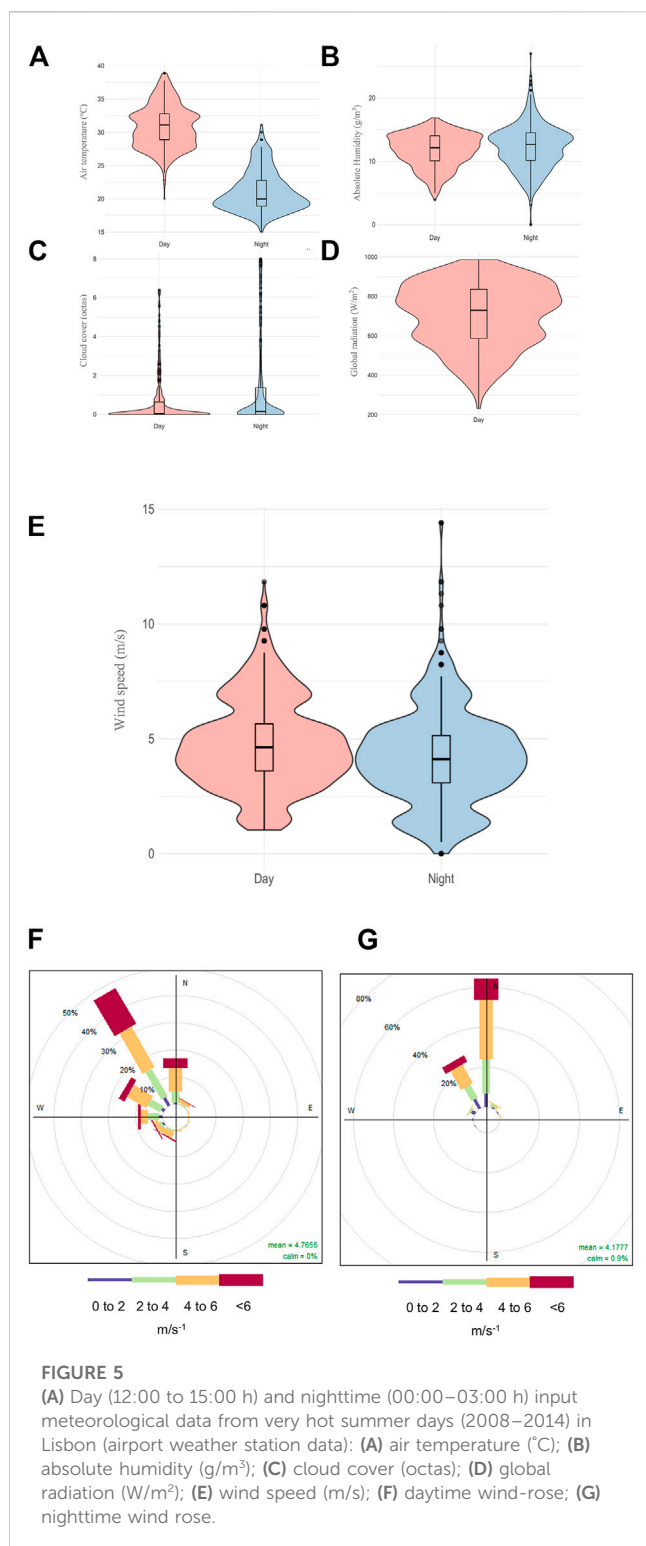 A
Air temperature (°C)
35
30
25
20
15
Day
Night
B
Absolute Humidity (g/m³)
20
10
0
Day
Night
..
C
Cloud cover (octas)
8
6
4
2
0
Day
Night
D
Global radiation (W/m²)
1000
800
600
400
200
Day
E
Wind speed (m/s)
15
10
5
0
Day
Night
F
50%
40%
30%
20%
10%
N
W
E
S
mean = 4.7655
calm = 0%
0 to 2 2 to 4 4 to 6 <6
m/s⁻¹
G
80%
60%
40%
20%
N
W
E
S
mean = 4.1777
calm = 0.9%
0 to 2 2 to 4 4 to 6 <6
m/s⁻¹
FIGURE 5
(A) Day (12:00 to 15:00 h) and nighttime (00:00–03:00 h) input
meteorological data from very hot summer days (2008–2014) in
Lisbon (airport weather station data): (A) air temperature (°C); (B)
absolute humidity (g/m³); (C) cloud cover (octas); (D) global
radiation (W/m²); (E) wind speed (m/s); (F) daytime wind-rose; (G)
nighttime wind rose.